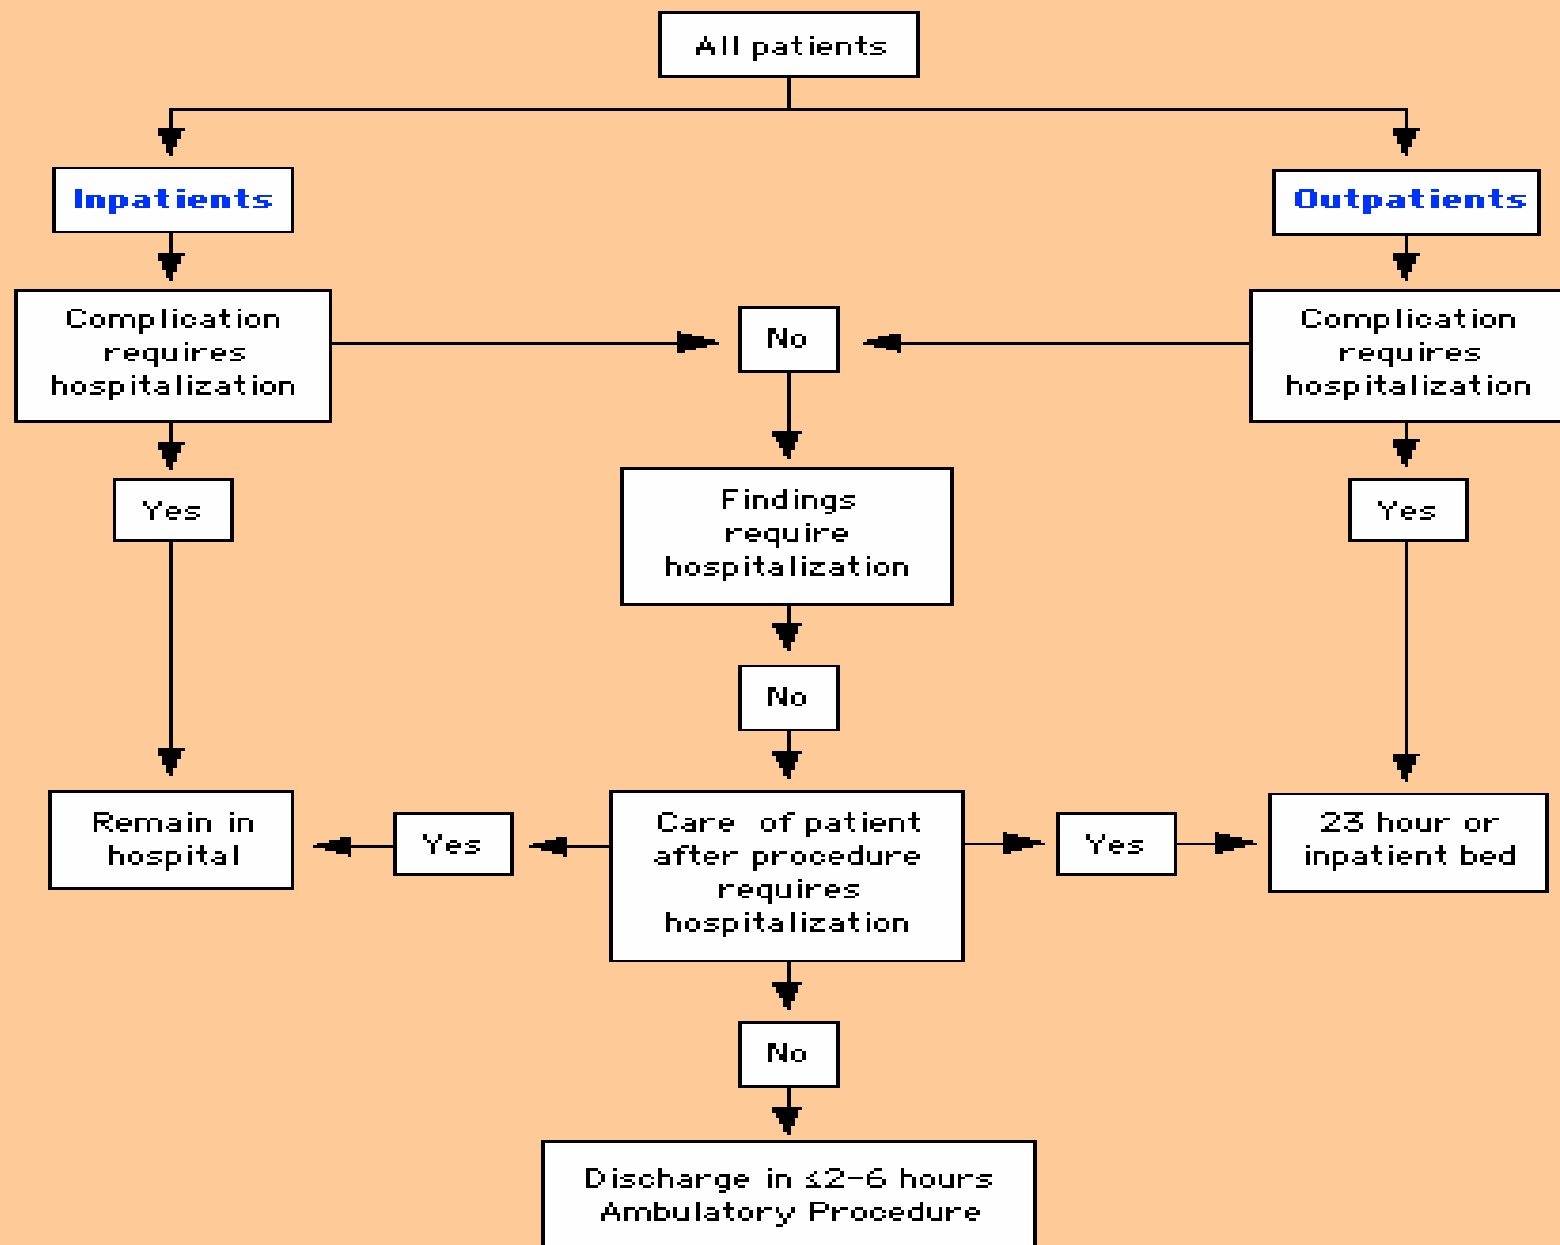 All patients
Inpatients
Outpatients
Complication
requires
hospitalization
No
Complication
requires
hospitalization
Yes
Findings
require
hospitalization
Yes
No
Remain in
hospital
Yes
Care of patient
after procedure
requires
hospitalization
Yes
23 hour or
inpatient bed
No
Discharge in ≤2-6 hours
Ambulatory Procedure